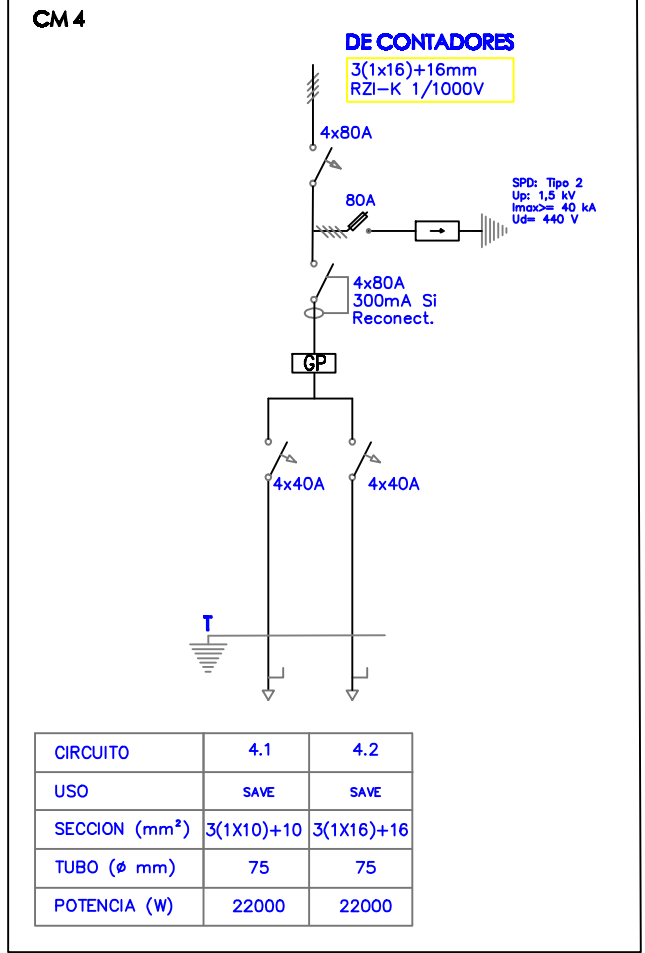 CM 4
DE CONTADORES
3(1x16)+16mm
RZI-K 1/1000V
4x80A
80A
SPD: Tipo 2
Up: 1,5 kV
Imax>= 40 kA
Ud= 440 V
4x80A
300mA Si
Reconect.
GP
4x40A 4x40A
T
CIRCUITO 4.1 4.2
USO SAVE SAVE
SECCION (mm²) 3(1X10)+10 3(1X16)+16
TUBO (ø mm) 75 75
POTENCIA (W) 22000 22000